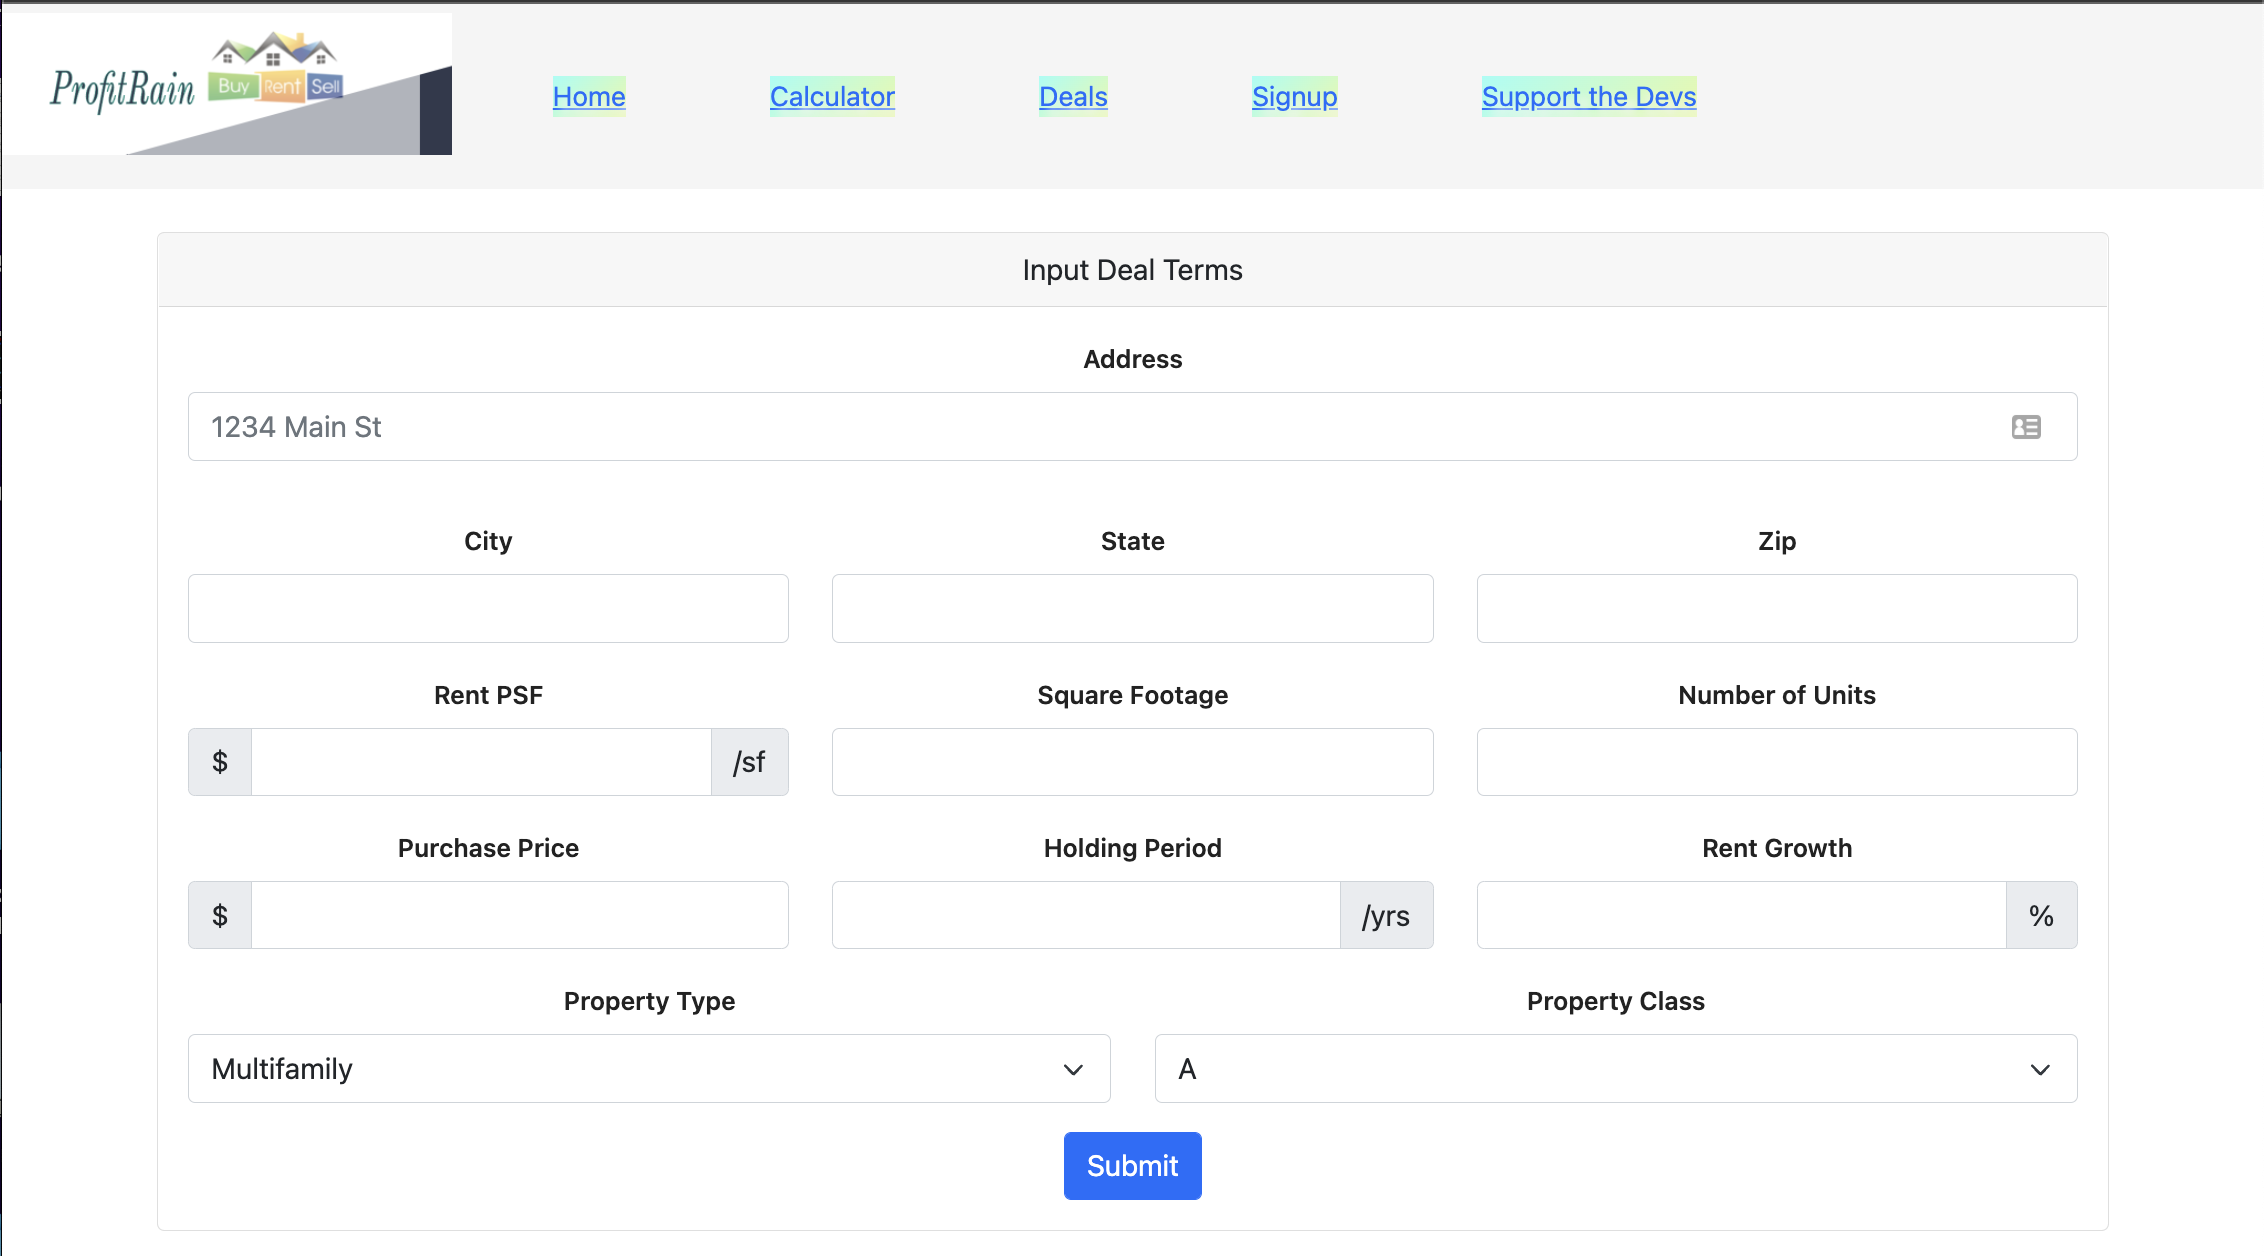 ProfitRain Buy Rent Sell
Home Calculator Deals Signup Support the Devs
Input Deal Terms
Address
1234 Main St
City State Zip
Rent PSF Square Footage Number of Units
$ /sf
Purchase Price Holding Period Rent Growth
$ /yrs %
Property Type Property Class
Multifamily A
Submit